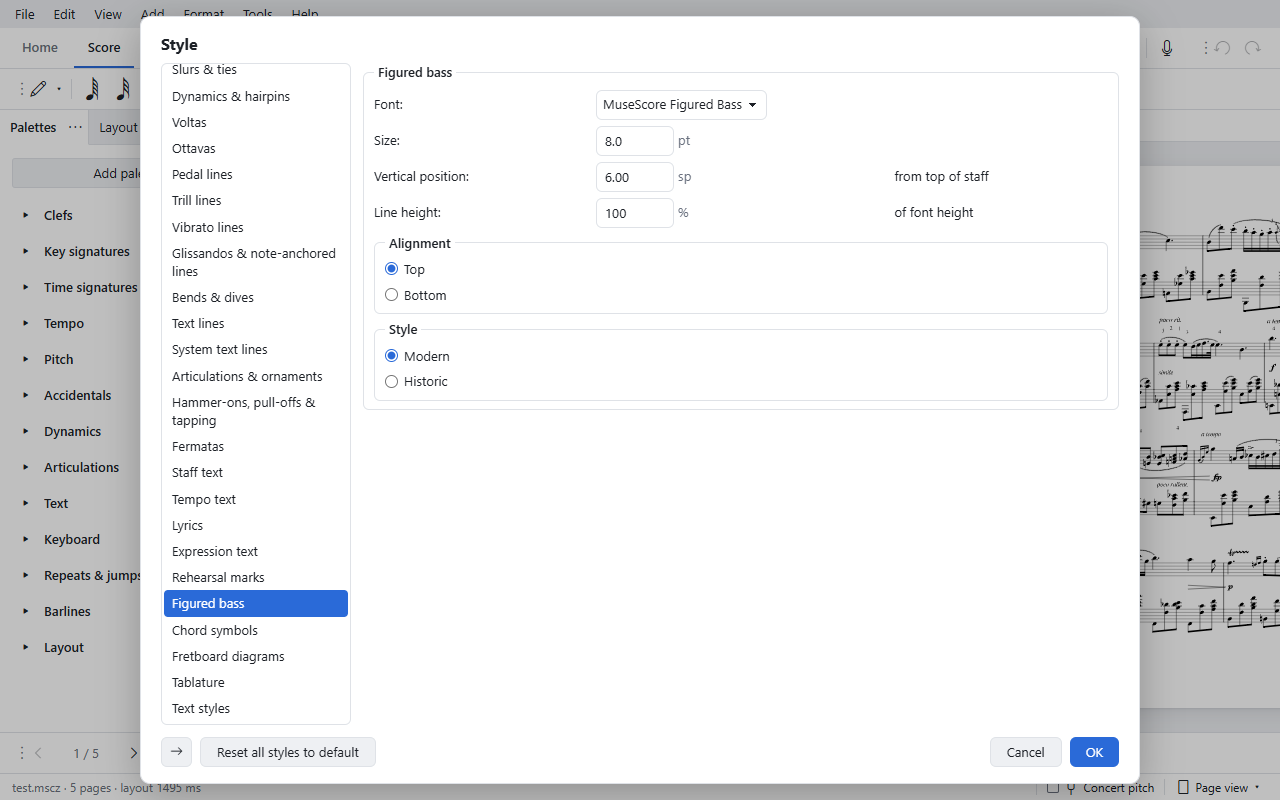 File Edit View Add Format Tools Help
Home Score
Palettes ··· Layout
Add pale
Clefs
Key signatures
Time signatures
Tempo
Pitch
Accidentals
Dynamics
Articulations
Text
Keyboard
Repeats & jumps
Barlines
Layout
1 / 5
test.mscz · 5 pages · layout 1495 ms
Style
Slurs & ties
Dynamics & hairpins
Voltas
Ottavas
Pedal lines
Trill lines
Vibrato lines
Glissandos & note-anchored
lines
Bends & dives
Text lines
System text lines
Articulations & ornaments
Hammer-ons, pull-offs &
tapping
Fermatas
Staff text
Tempo text
Lyrics
Expression text
Rehearsal marks
Figured bass
Chord symbols
Fretboard diagrams
Tablature
Text styles
Figured bass
Font: MuseScore Figured Bass
Size: 8.0 pt
Vertical position: 6.00 sp from top of staff
Line height: 100 % of font height
Alignment
Top
Bottom
Style
Modern
Historic
Reset all styles to default
Cancel OK
poco rit.
simile
a tempo
poco rallent.
Concert pitch Page view